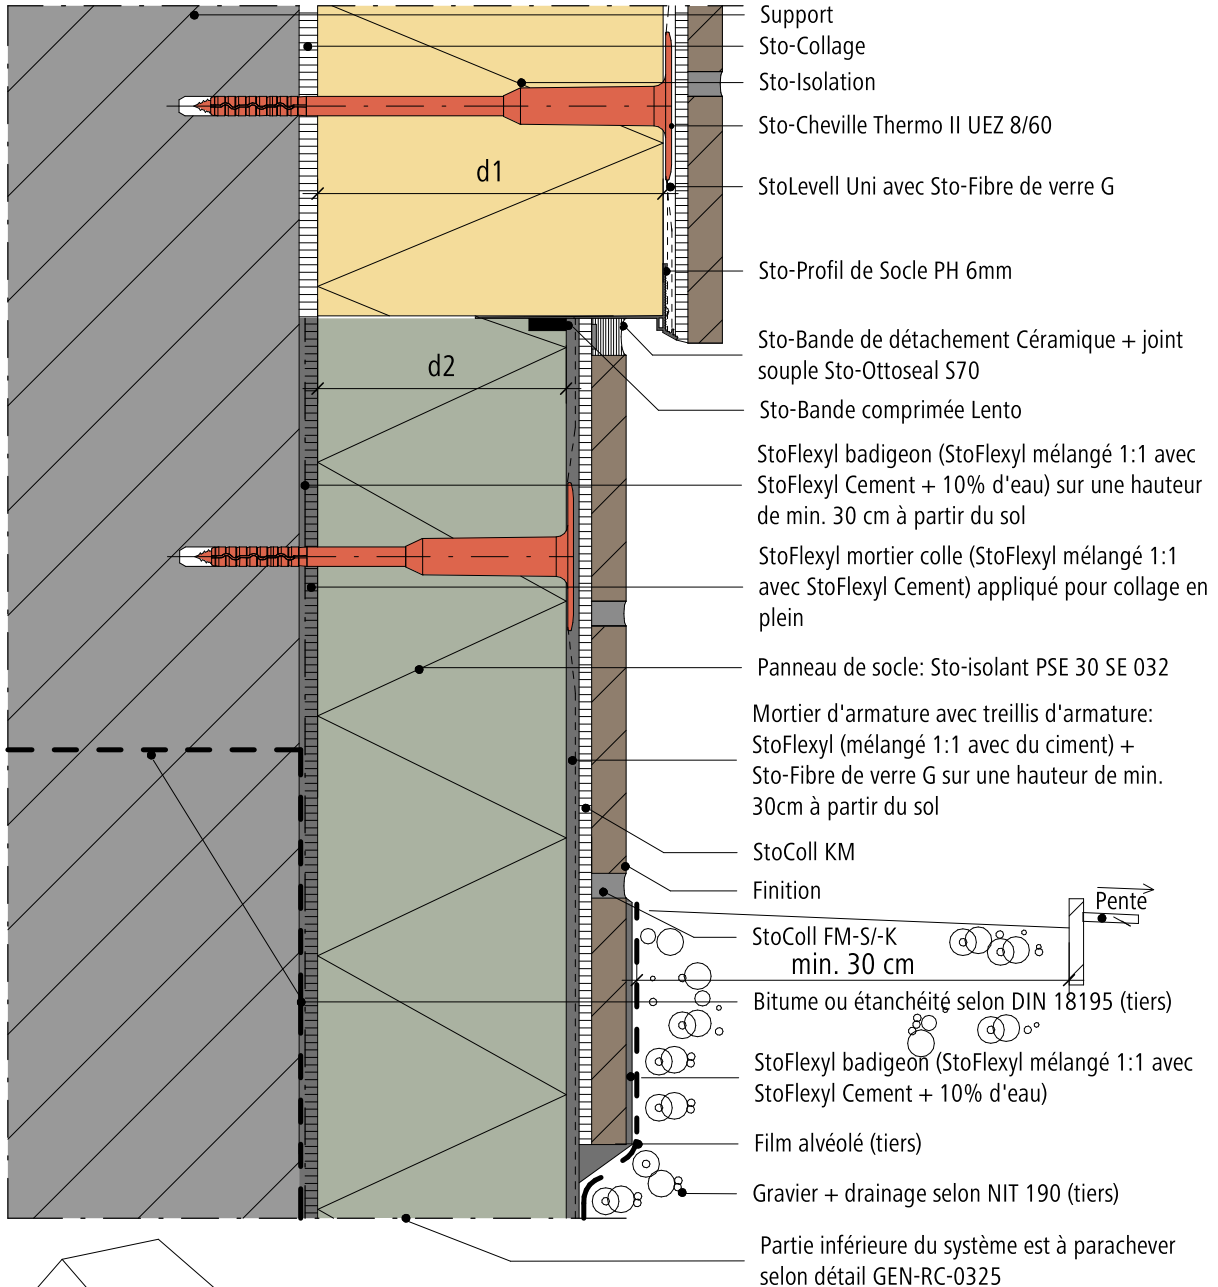 Support
Sto-Collage
Sto-Isolation
Sto-Cheville Thermo II UEZ 8/60
d1
StoLevell Uni avec Sto-Fibre de verre G
Sto-Profil de Socle PH 6mm
Sto-Bande de détachement Céramique + joint
souple Sto-Ottoseal S70
d2
Sto-Bande comprimée Lento
StoFlexyl badigeon (StoFlexyl mélangé 1:1 avec
StoFlexyl Cement + 10% d'eau) sur une hauteur
de min. 30 cm à partir du sol
StoFlexyl mortier colle (StoFlexyl mélangé 1:1
avec StoFlexyl Cement) appliqué pour collage en
plein
Panneau de socle: Sto-isolant PSE 30 SE 032
Mortier d'armature avec treillis d'armature:
StoFlexyl (mélangé 1:1 avec du ciment) +
Sto-Fibre de verre G sur une hauteur de min.
30cm à partir du sol
StoColl KM
Finition
Pente
StoColl FM-S/-K
min. 30 cm
Bitume ou étanchéité selon DIN 18195 (tiers)
StoFlexyl badigeon (StoFlexyl mélangé 1:1 avec
StoFlexyl Cement + 10% d'eau)
Film alvéolé (tiers)
Gravier + drainage selon NIT 190 (tiers)
Partie inférieure du système est à parachever
selon détail GEN-RC-0325